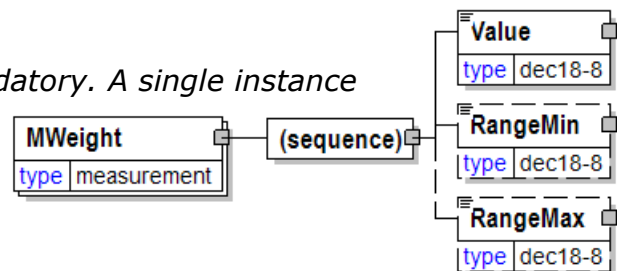 Value
type dec18-8
datory. A single instance
RangeMin
type dec18-8
MWeight
type measurement
(sequence)
RangeMax
type dec18-8